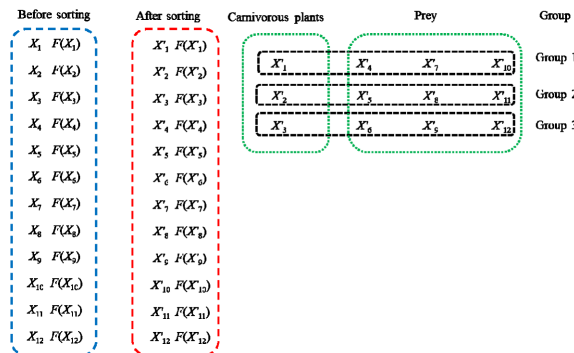 Before sorting After sorting Carnivorous plants Prey Group
X₁ F(X₁) X'₁ F(X'₁) X'₁ X'₄ X'₇ X'₁₀ Group 1
X₂ F(X₂) X'₂ F(X'₂) X'₂ X'₅ X'₈ X'₁₁ Group 2
X₃ F(X₃) X'₃ F(X'₃) X'₃ X'₆ X'₉ X'₁₂ Group 3
X₄ F(X₄) X'₄ F(X'₄)
X₅ F(X₅) X'₅ F(X'₅)
X₆ F(X₆) X'₆ F(X'₆)
X₇ F(X₇) X'₇ F(X'₇)
X₈ F(X₈) X'₈ F(X'₈)
X₉ F(X₉) X'₉ F(X'₉)
X₁₀ F(X₁₀) X'₁₀ F(X'₁₀)
X₁₁ F(X₁₁) X'₁₁ F(X'₁₁)
X₁₂ F(X₁₂) X'₁₂ F(X'₁₂)